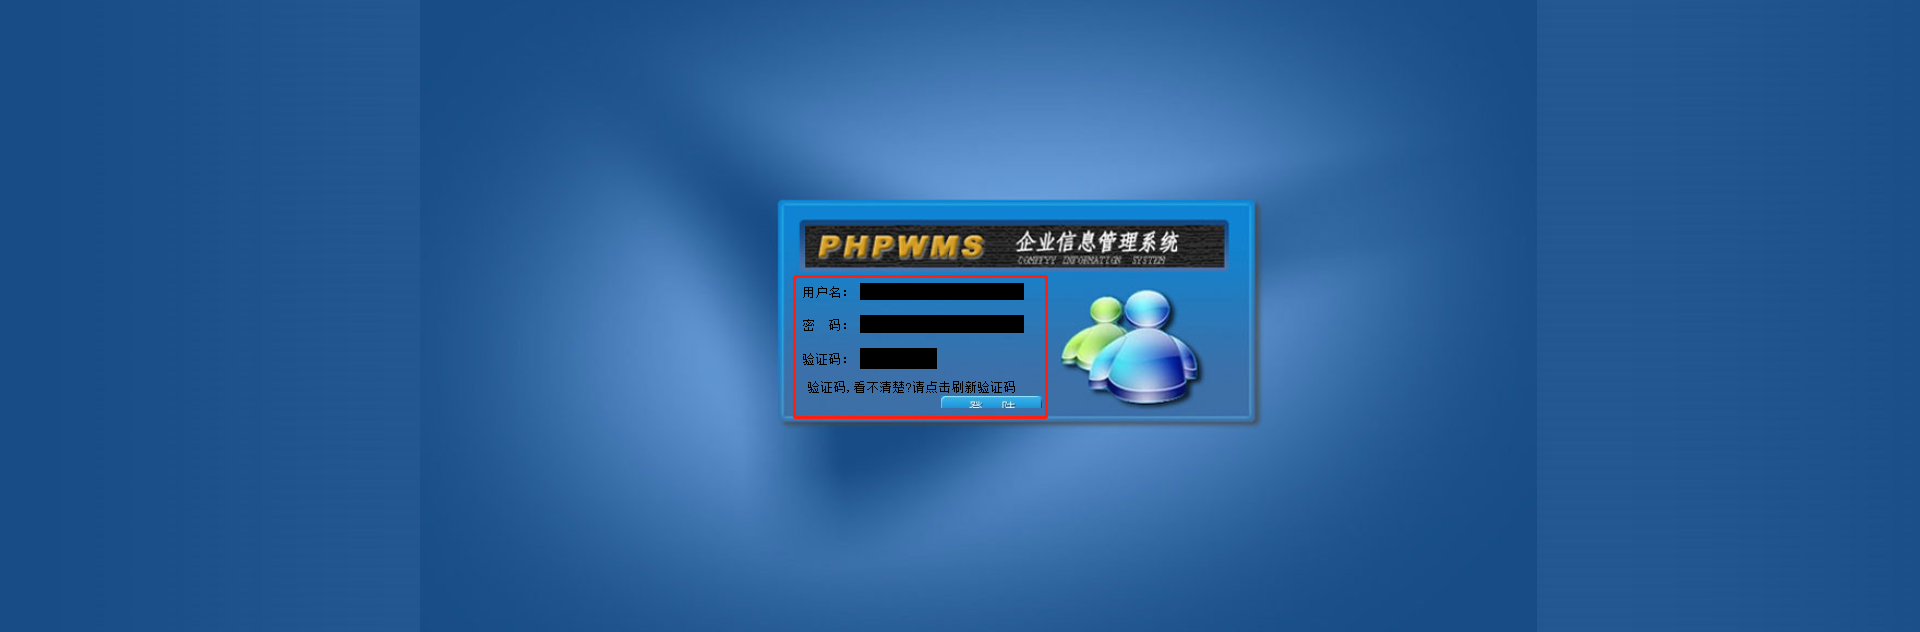 PHPWMS 企业信息管理系统
COMPTYY INFORMATION SYSTEM
用户名：
密 码：
验证码：
验证码,看不清楚?请点击刷新验证码
登 陆